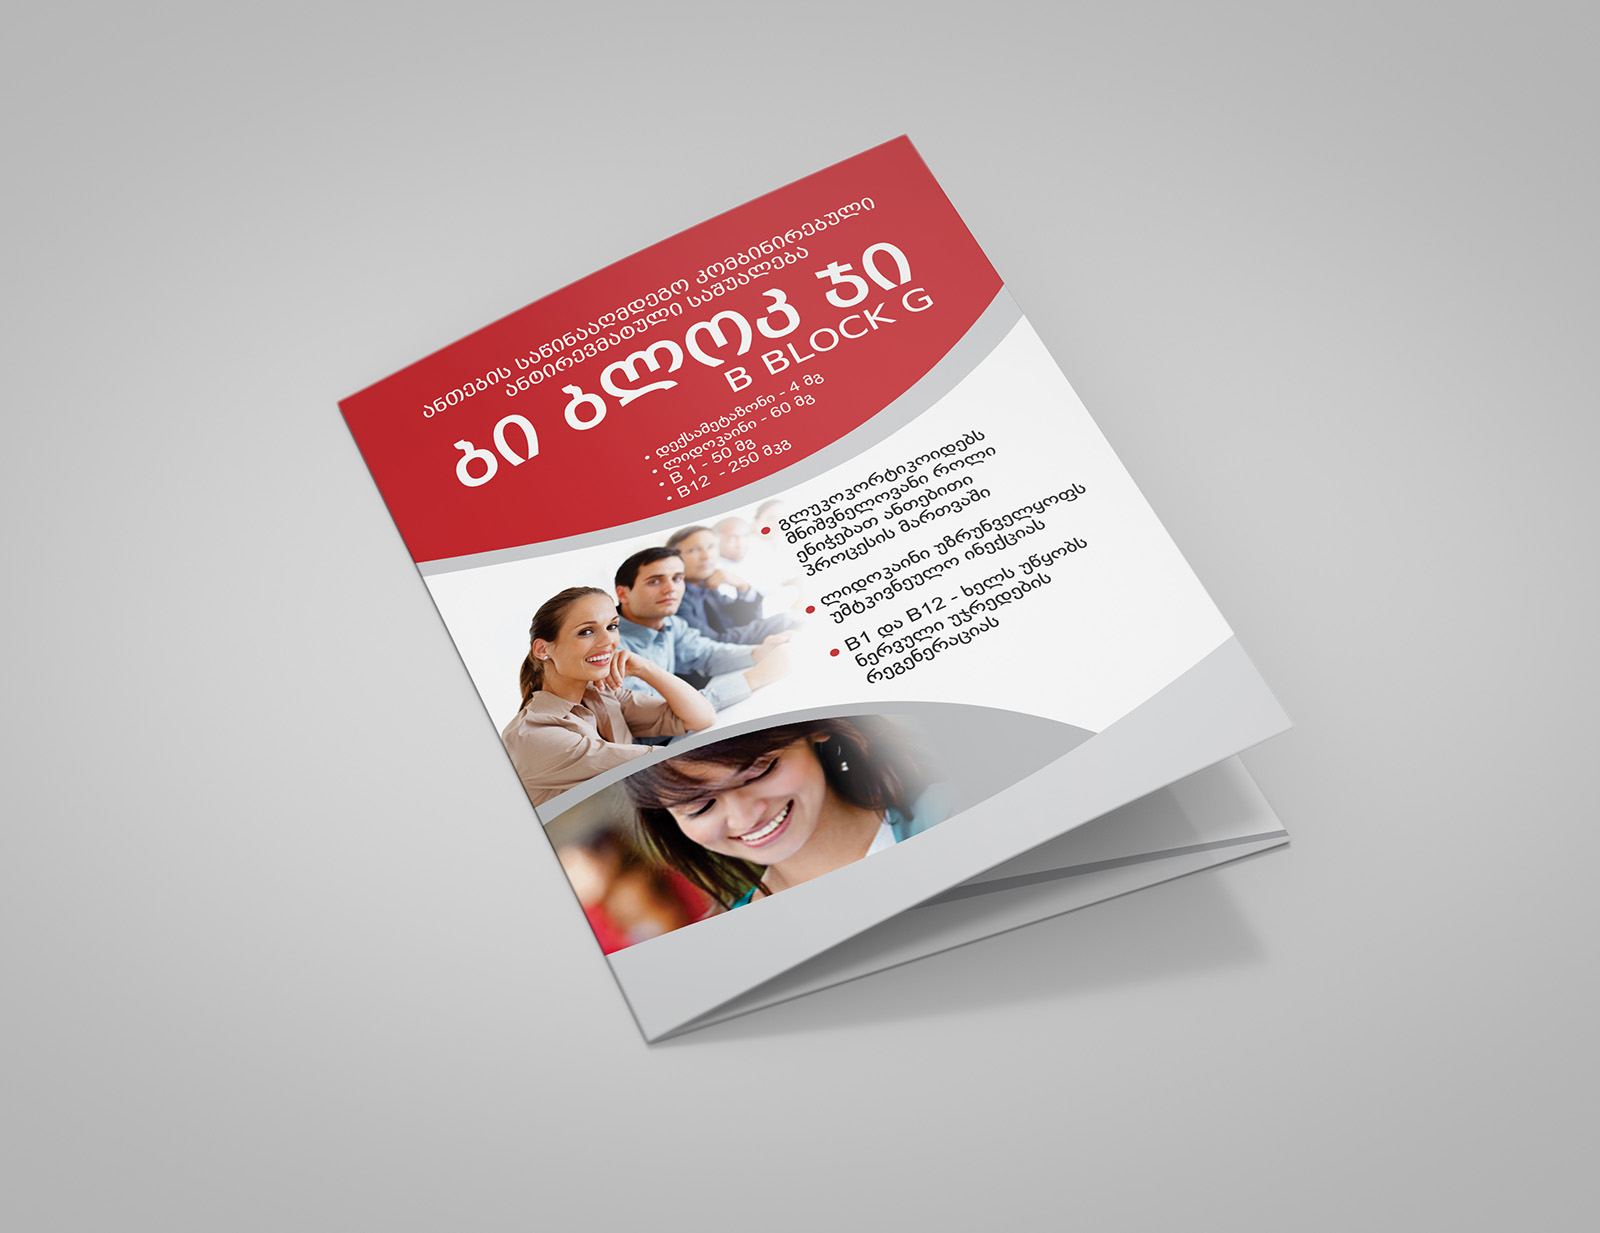 ანთების საწინააღმდეგო კომბინირებული
ანტირევმატული საშუალება
ბი ბლოკ ჯი
B BLOCK G
• დექსამეტაზონი - 4 მგ
• ლიდოკაინი - 60 მგ
• B 1 - 50 მგ
• B12 - 250 მკგ
• გლუკოკორტიკოიდებს
მნიშვნელოვანი როლი
ენიჭებათ ანთებითი
პროცესის მართვაში
• ლიდოკაინი უზრუნველყოფს
უმტკივნეულო ინექციას
• B1 და B12 - ხელს უწყობს
ნერვული უჯრედების
რეგენერაციას